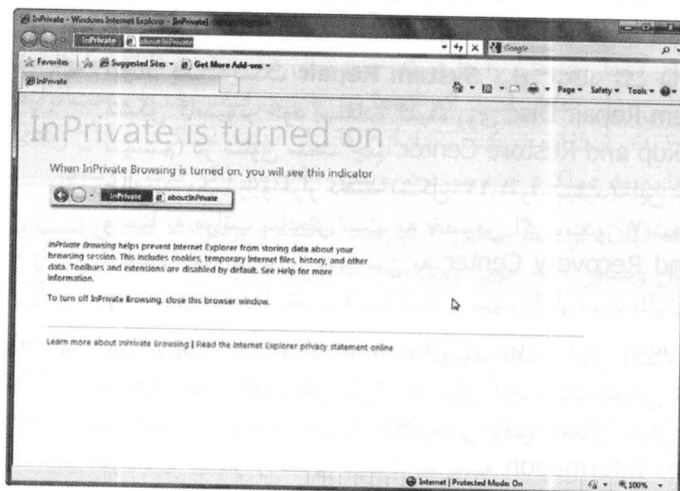 InPrivate - Windows Internet Explorer - [InPrivate]
InPrivate about:InPrivate Google
Favorites Suggested Sites Get More Add-ons
InPrivate Page Safety Tools
InPrivate is turned on
When InPrivate Browsing is turned on, you will see this indicator
InPrivate about:InPrivate
InPrivate Browsing helps prevent Internet Explorer from storing data about your
browsing session. This includes cookies, temporary Internet files, history, and other
data. Toolbars and extensions are disabled by default. See Help for more
information.
To turn off InPrivate Browsing, close this browser window.
Learn more about InPrivate Browsing | Read the Internet Explorer privacy statement online
Internet | Protected Mode: On 100%